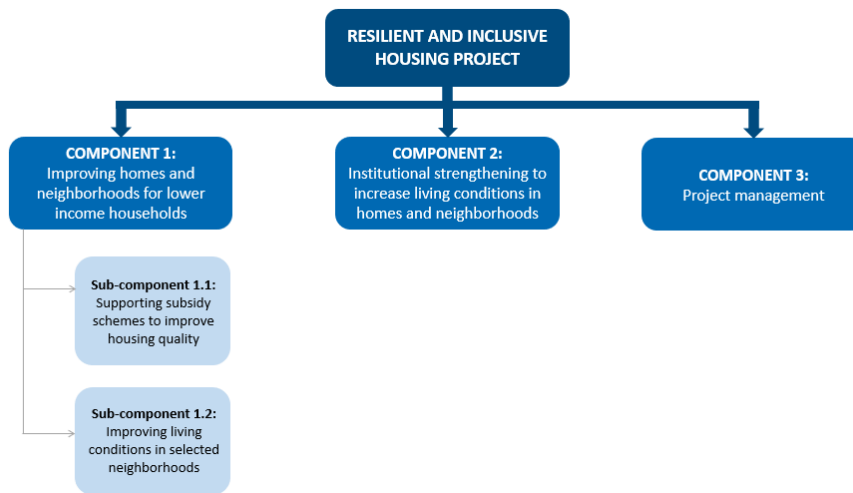 RESILIENT AND INCLUSIVE
HOUSING PROJECT
COMPONENT 1:
Improving homes and
neighborhoods for lower
income households
COMPONENT 2:
Institutional strengthening to
increase living conditions in
homes and neighborhoods
COMPONENT 3:
Project management
Sub-component 1.1:
Supporting subsidy
schemes to improve
housing quality
Sub-component 1.2:
Improving living
conditions in selected
neighborhoods